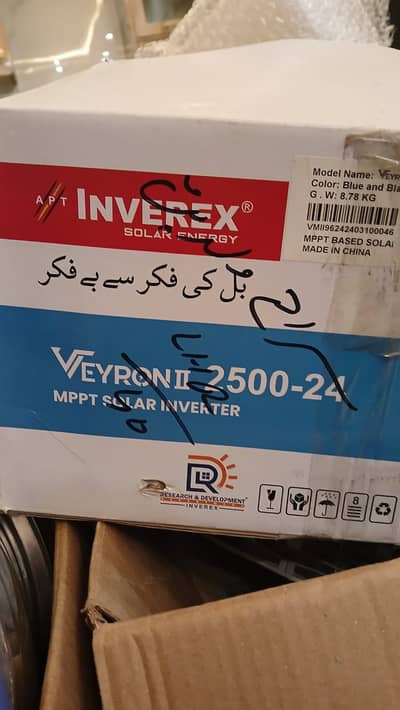 APT INVEREX®
SOLAR ENERGY
Model Name: VEYR
Color: Blue and Bla
G . W: 8.78 KG
VMII96242403100046
MPPT BASED SOLA
MADE IN CHINA
بل کی فکر سے بے فکر
VEYRON II 2500-24
MPPT SOLAR INVERTER
RESEARCH & DEVELOPMENT
INVEREX
8